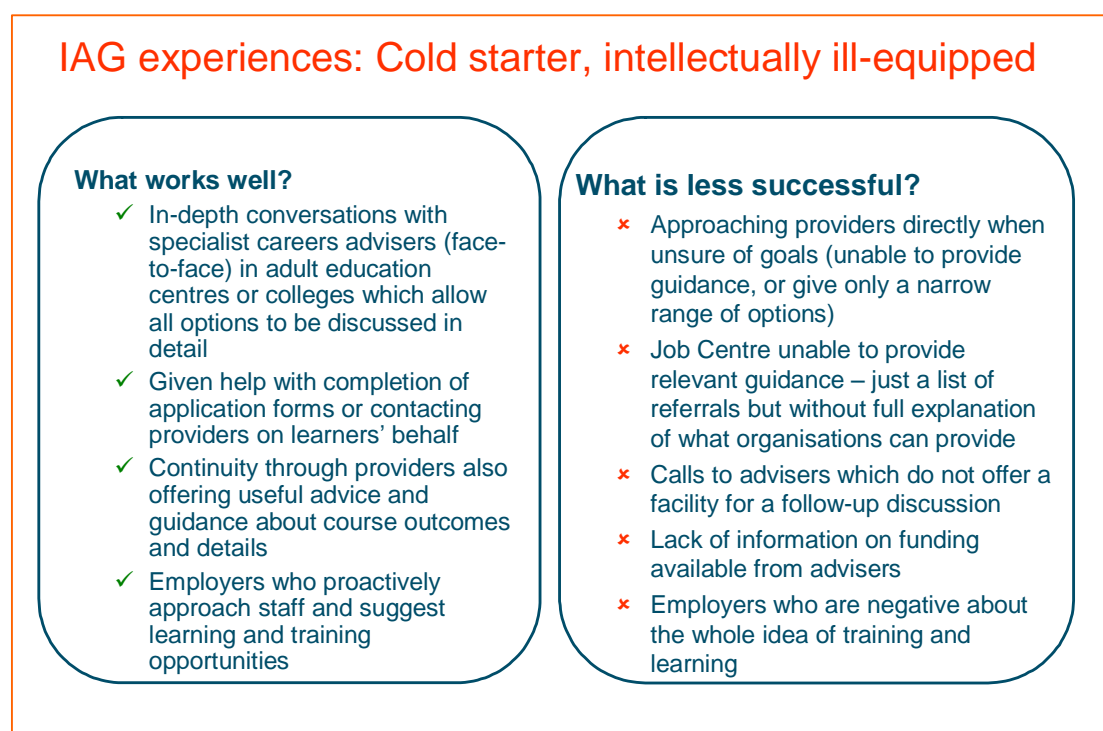 IAG experiences: Cold starter, intellectually ill-equipped
What works well?
✓ In-depth conversations with
specialist careers advisers (face-
to-face) in adult education
centres or colleges which allow
all options to be discussed in
detail
✓ Given help with completion of
application forms or contacting
providers on learners’ behalf
✓ Continuity through providers also
offering useful advice and
guidance about course outcomes
and details
✓ Employers who proactively
approach staff and suggest
learning and training
opportunities
What is less successful?
× Approaching providers directly when
unsure of goals (unable to provide
guidance, or give only a narrow
range of options)
× Job Centre unable to provide
relevant guidance – just a list of
referrals but without full explanation
of what organisations can provide
× Calls to advisers which do not offer a
facility for a follow-up discussion
× Lack of information on funding
available from advisers
× Employers who are negative about
the whole idea of training and
learning